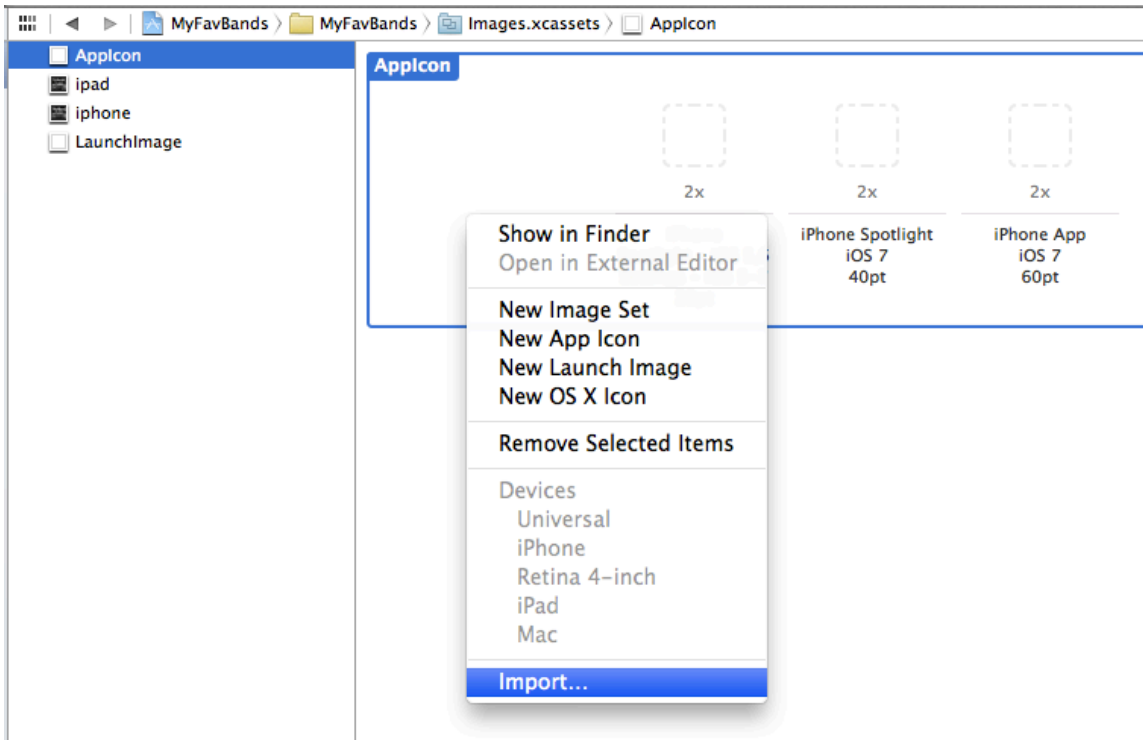 MyFavBands MyFavBands Images.xcassets AppIcon
AppIcon
ipad
iphone
LaunchImage
AppIcon
2x 2x 2x
iPhone Spotlight
iOS 7
40pt
iPhone App
iOS 7
60pt
Show in Finder
Open in External Editor
New Image Set
New App Icon
New Launch Image
New OS X Icon
Remove Selected Items
Devices
Universal
iPhone
Retina 4-inch
iPad
Mac
Import...